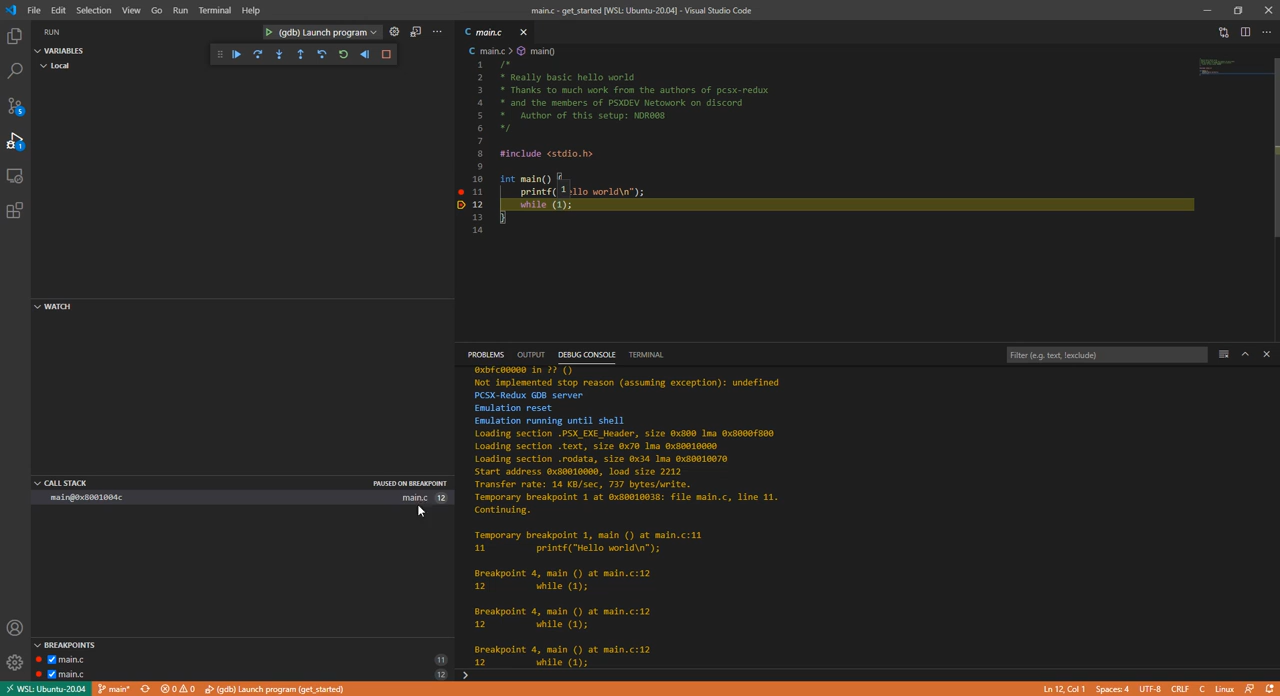 File Edit Selection View Go Run Terminal Help
main.c - get_started [WSL: Ubuntu-20.04] - Visual Studio Code
RUN
(gdb) Launch program
VARIABLES
Local
WATCH
CALL STACK
PAUSED ON BREAKPOINT
main@0x8001004c
main.c 12
BREAKPOINTS
main.c 11
main.c 12
5
1
main.c
main.c > main()
1 /*
2 * Really basic hello world
3 * Thanks to much work from the authors of pcsx-redux
4 * and the members of PSXDEV Netowork on discord
5 * Author of this setup: NDR008
6 */
7
8 #include <stdio.h>
9
10 int main() {
11 printf( 1 llo world\n");
12 while (1);
13 }
14
PROBLEMS OUTPUT DEBUG CONSOLE TERMINAL
Filter (e.g. text, !exclude)
0xbfc00000 in ?? ()
Not implemented stop reason (assuming exception): undefined
PCSX-Redux GDB server
Emulation reset
Emulation running until shell
Loading section .PSX_EXE_Header, size 0x800 lma 0x8000f800
Loading section .text, size 0x70 lma 0x80010000
Loading section .rodata, size 0x34 lma 0x80010070
Start address 0x80010000, load size 2212
Transfer rate: 14 KB/sec, 737 bytes/write.
Temporary breakpoint 1 at 0x80010038: file main.c, line 11.
Continuing.
Temporary breakpoint 1, main () at main.c:11
11 printf("Hello world\n");
Breakpoint 4, main () at main.c:12
12 while (1);
Breakpoint 4, main () at main.c:12
12 while (1);
Breakpoint 4, main () at main.c:12
12 while (1);
WSL: Ubuntu-20.04 main* 0 0 (gdb) Launch program (get_started)
Ln 12, Col 1 Spaces: 4 UTF-8 CRLF C Linux